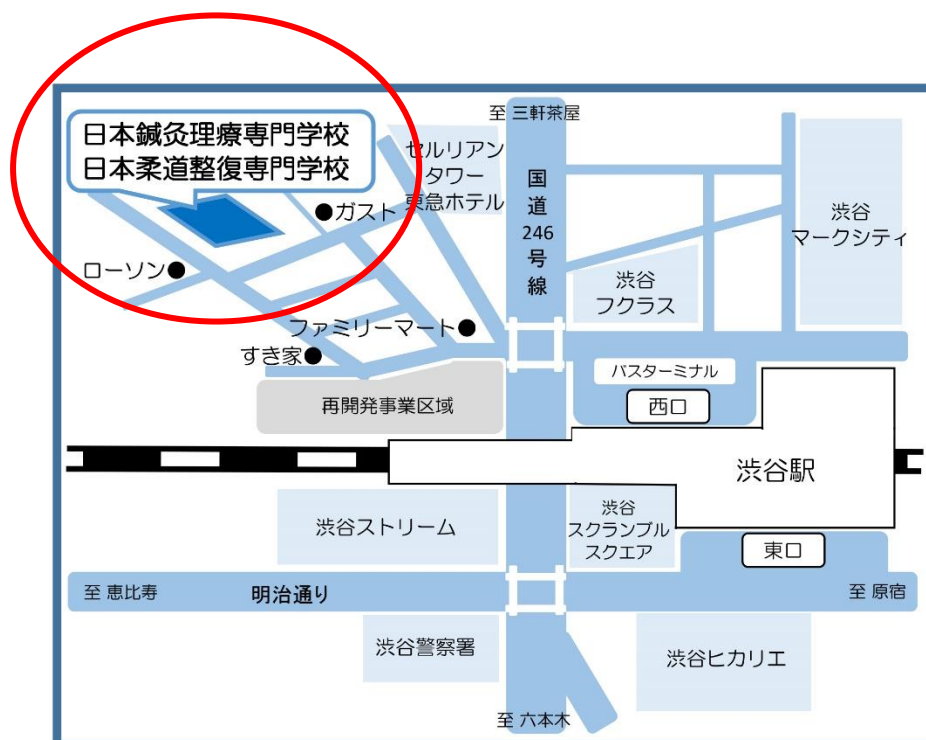 至 三軒茶屋
日本鍼灸理療専門学校
日本柔道整復専門学校
セルリアン
タワー
東急ホテル
国道246号線
渋谷
マークシティ
●ガスト
ローソン●
渋谷
フクラス
ファミリーマート●
すき家●
バスターミナル
西口
再開発事業区域
渋谷駅
渋谷ストリーム
渋谷
スクランブル
スクエア
東口
至 恵比寿
明治通り
至 原宿
渋谷警察署
渋谷ヒカリエ
至 六本木